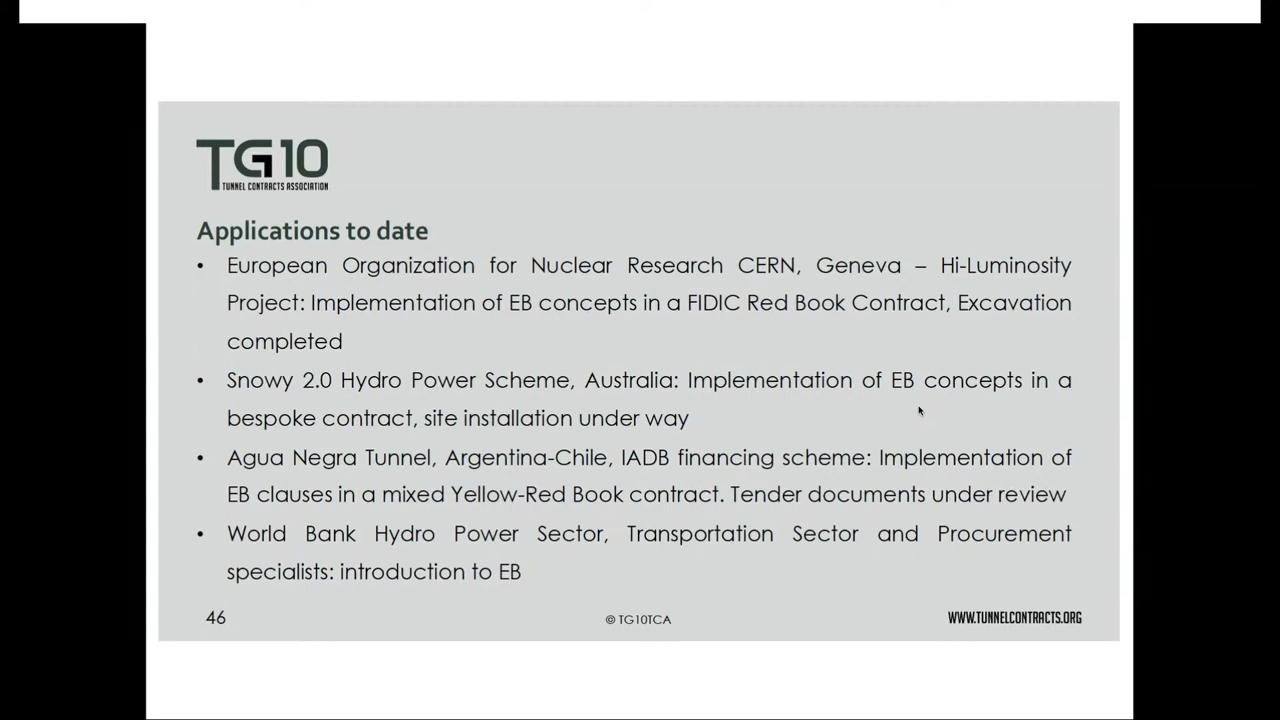 TG10
TUNNEL CONTRACTS ASSOCIATION
Applications to date
• European Organization for Nuclear Research CERN, Geneva – Hi-Luminosity
Project: Implementation of EB concepts in a FIDIC Red Book Contract, Excavation
completed
• Snowy 2.0 Hydro Power Scheme, Australia: Implementation of EB concepts in a
bespoke contract, site installation under way
• Agua Negra Tunnel, Argentina-Chile, IADB financing scheme: Implementation of
EB clauses in a mixed Yellow-Red Book contract. Tender documents under review
• World Bank Hydro Power Sector, Transportation Sector and Procurement
specialists: introduction to EB
46
© TG10TCA
WWW.TUNNELCONTRACTS.ORG